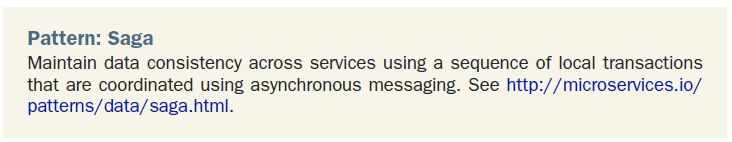 Pattern: Saga
Maintain data consistency across services using a sequence of local transactions
that are coordinated using asynchronous messaging. See http://microservices.io/
patterns/data/saga.html.